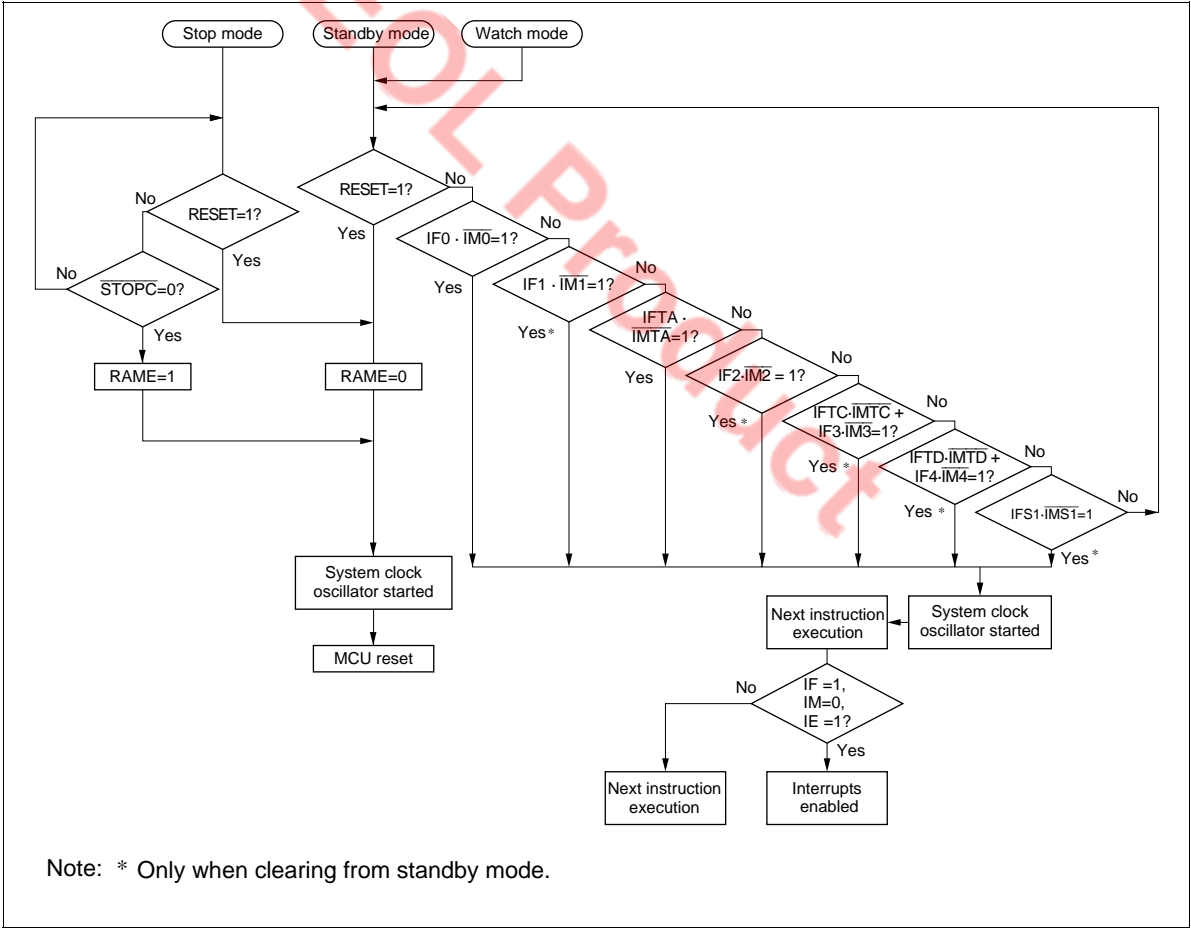 Stop mode
Standby mode
Watch mode
RESET=1?
No
Yes
STOPC=0?
No
Yes
RAME=1
RESET=1?
No
Yes
RAME=0
IF0 · IM0=1?
No
Yes
IF1 · IM1=1?
No
Yes*
IFTA ·
IMTA=1?
No
Yes
IF2·IM2 = 1?
No
Yes *
IFTC·IMTC +
IF3·IM3=1?
No
Yes *
IFTD·IMTD +
IF4·IM4=1?
No
Yes *
IFS1·IMS1=1
No
Yes*
System clock
oscillator started
MCU reset
System clock
oscillator started
Next instruction
execution
IF =1,
IM=0,
IE =1?
No
Yes
Next instruction
execution
Interrupts
enabled
Note: * Only when clearing from standby mode.
EOL Product